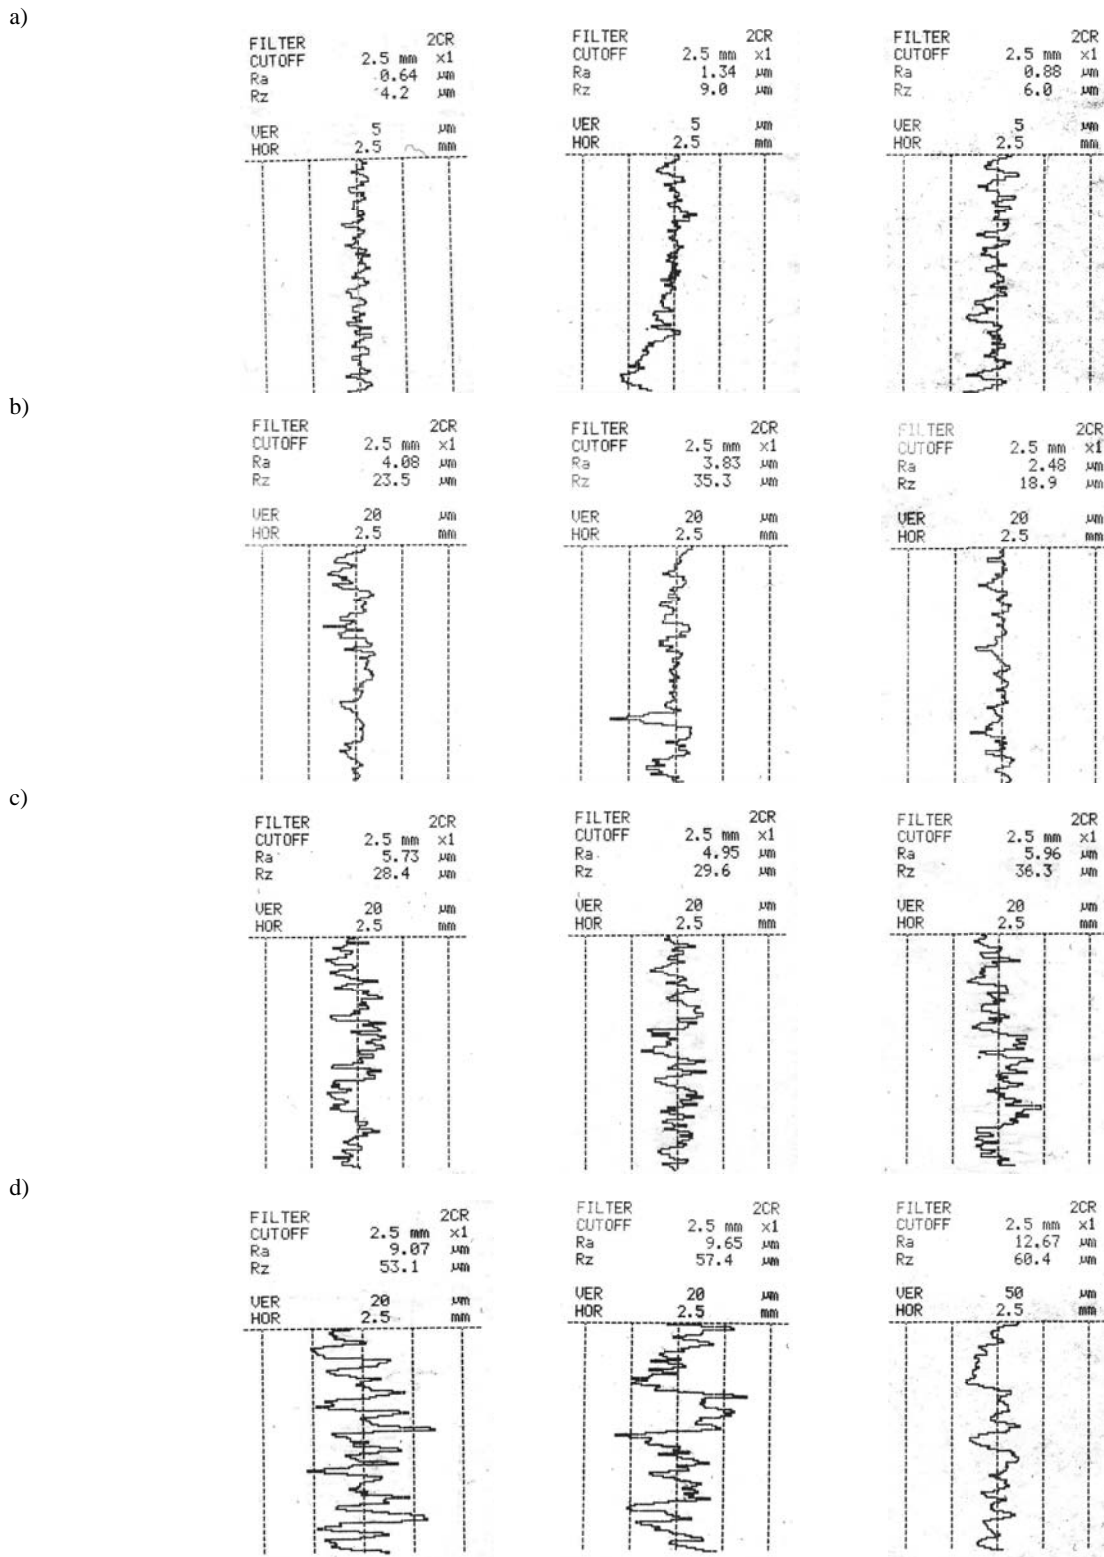 a)
FILTER 2CR
CUTOFF 2.5 mm x1
Ra 0.64 µm
Rz 4.2 µm
VER 5 µm
HOR 2.5 mm
FILTER 2CR
CUTOFF 2.5 mm x1
Ra 1.34 µm
Rz 9.0 µm
VER 5 µm
HOR 2.5 mm
FILTER 2CR
CUTOFF 2.5 mm x1
Ra 0.88 µm
Rz 6.0 µm
VER 5 µm
HOR 2.5 mm
b)
FILTER 2CR
CUTOFF 2.5 mm x1
Ra 4.08 µm
Rz 23.5 µm
VER 20 µm
HOR 2.5 mm
FILTER 2CR
CUTOFF 2.5 mm x1
Ra 3.83 µm
Rz 35.3 µm
VER 20 µm
HOR 2.5 mm
FILTER 2CR
CUTOFF 2.5 mm x1
Ra 2.48 µm
Rz 18.9 µm
VER 20 µm
HOR 2.5 mm
c)
FILTER 2CR
CUTOFF 2.5 mm x1
Ra 5.73 µm
Rz 28.4 µm
VER 20 µm
HOR 2.5 mm
FILTER 2CR
CUTOFF 2.5 mm x1
Ra 4.95 µm
Rz 29.6 µm
VER 20 µm
HOR 2.5 mm
FILTER 2CR
CUTOFF 2.5 mm x1
Ra 5.96 µm
Rz 36.3 µm
VER 20 µm
HOR 2.5 mm
d)
FILTER 2CR
CUTOFF 2.5 mm x1
Ra 9.07 µm
Rz 53.1 µm
VER 20 µm
HOR 2.5 mm
FILTER 2CR
CUTOFF 2.5 mm x1
Ra 9.65 µm
Rz 57.4 µm
VER 20 µm
HOR 2.5 mm
FILTER 2CR
CUTOFF 2.5 mm x1
Ra 12.67 µm
Rz 60.4 µm
VER 50 µm
HOR 2.5 mm